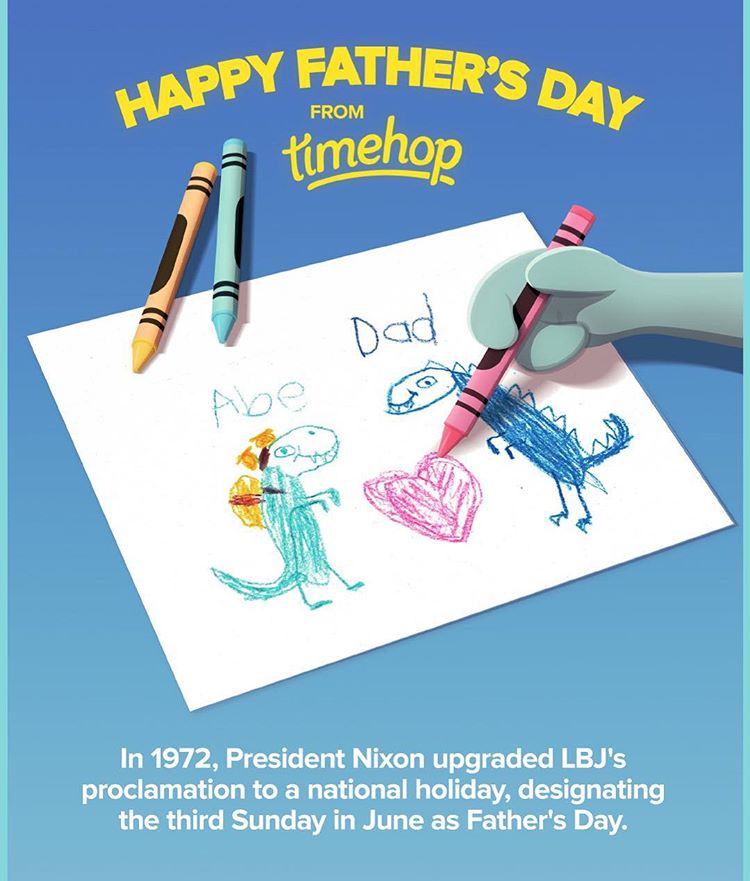 HAPPY FATHER'S DAY
FROM
timehop
Dad
Abe
In 1972, President Nixon upgraded LBJ's
proclamation to a national holiday, designating
the third Sunday in June as Father's Day.